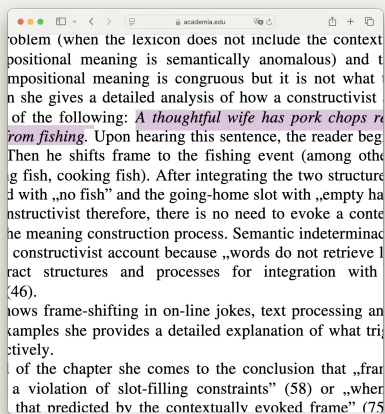 academia.edu
roblem (when the lexicon does not include the context
positional meaning is semantically anomalous) and t
mpositional meaning is congruous but it is not what
n she gives a detailed analysis of how a constructivist
of the following: A thoughtful wife has pork chops re
from fishing. Upon hearing this sentence, the reader beg
Then he shifts frame to the fishing event (among othe
g fish, cooking fish). After integrating the two structure
d with „no fish” and the going-home slot with „empty ha
nstructivist therefore, there is no need to evoke a conte
he meaning construction process. Semantic indeterminac
constructivist account because „words do not retrieve l
ract structures and processes for integration with
(46).
hows frame-shifting in on-line jokes, text processing an
xamples she provides a detailed explanation of what trig
ctively.
of the chapter she comes to the conclusion that „fran
a violation of slot-filling constraints” (58) or „when
that predicted by the contextually evoked frame” (75